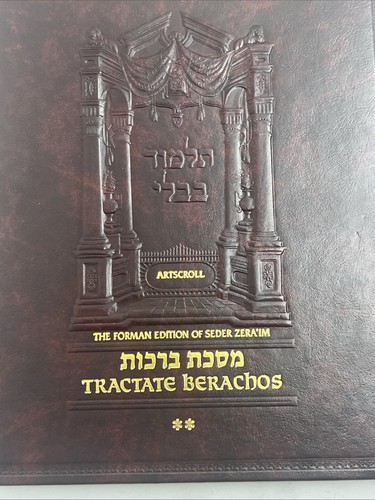 תלמוד
בבלי
ARTSCROLL
THE FORMAN EDITION OF SEDER ZERA'IM
מסכת ברכות
TRACTATE BERACHOS
**